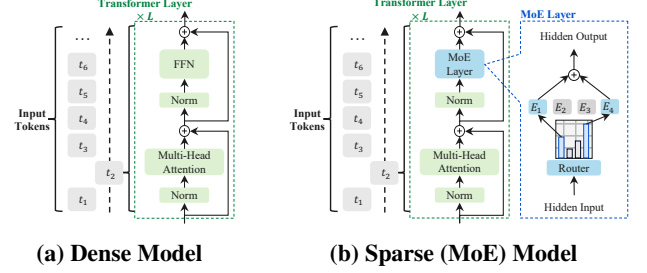 Transformer Layer
× L
FFN
Norm
Multi-Head
Attention
Norm
...
t6
t5
t4
t3
t2
t1
Input
Tokens
(a) Dense Model
Transformer Layer
× L
MoE
Layer
Norm
Multi-Head
Attention
Norm
...
t6
t5
t4
t3
t2
t1
Input
Tokens
MoE Layer
Hidden Output
E1 E2 E3 E4
Router
Hidden Input
(b) Sparse (MoE) Model